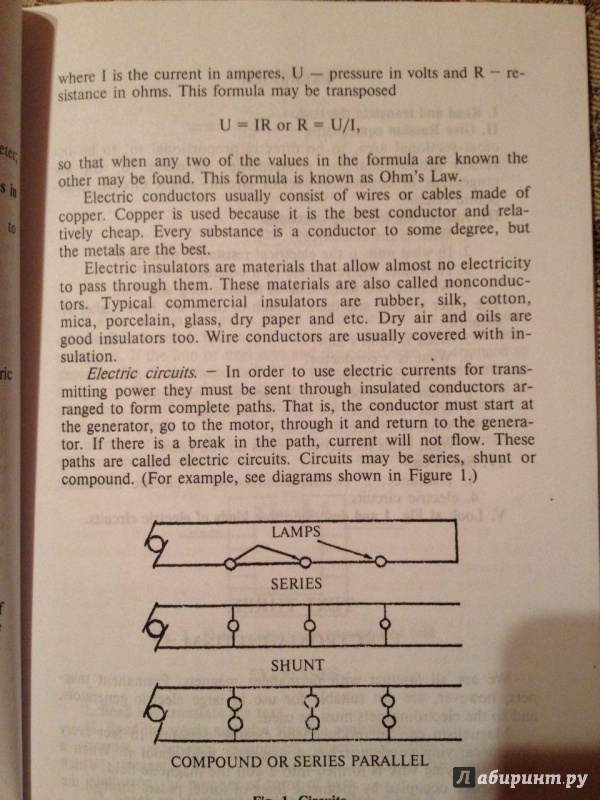 where I is the current in amperes, U — pressure in volts and R — re-
sistance in ohms. This formula may be transposed
U = IR or R = U/I,
so that when any two of the values in the formula are known the
other may be found. This formula is known as Ohm's Law.
Electric conductors usually consist of wires or cables made of
copper. Copper is used because it is the best conductor and rela-
tively cheap. Every substance is a conductor to some degree, but
the metals are the best.
Electric insulators are materials that allow almost no electricity
to pass through them. These materials are also called nonconduc-
tors. Typical commercial insulators are rubber, silk, cotton,
mica, porcelain, glass, dry paper and etc. Dry air and oils are
good insulators too. Wire conductors are usually covered with in-
sulation.
Electric circuits. — In order to use electric currents for trans-
mitting power they must be sent through insulated conductors ar-
ranged to form complete paths. That is, the conductor must start at
the generator, go to the motor, through it and return to the genera-
tor. If there is a break in the path, current will not flow. These
paths are called electric circuits. Circuits may be series, shunt or
compound. (For example, see diagrams shown in Figure 1.)
LAMPS
SERIES
SHUNT
COMPOUND OR SERIES PARALLEL
Fig. 1. Circuits
Лабиринт.ру